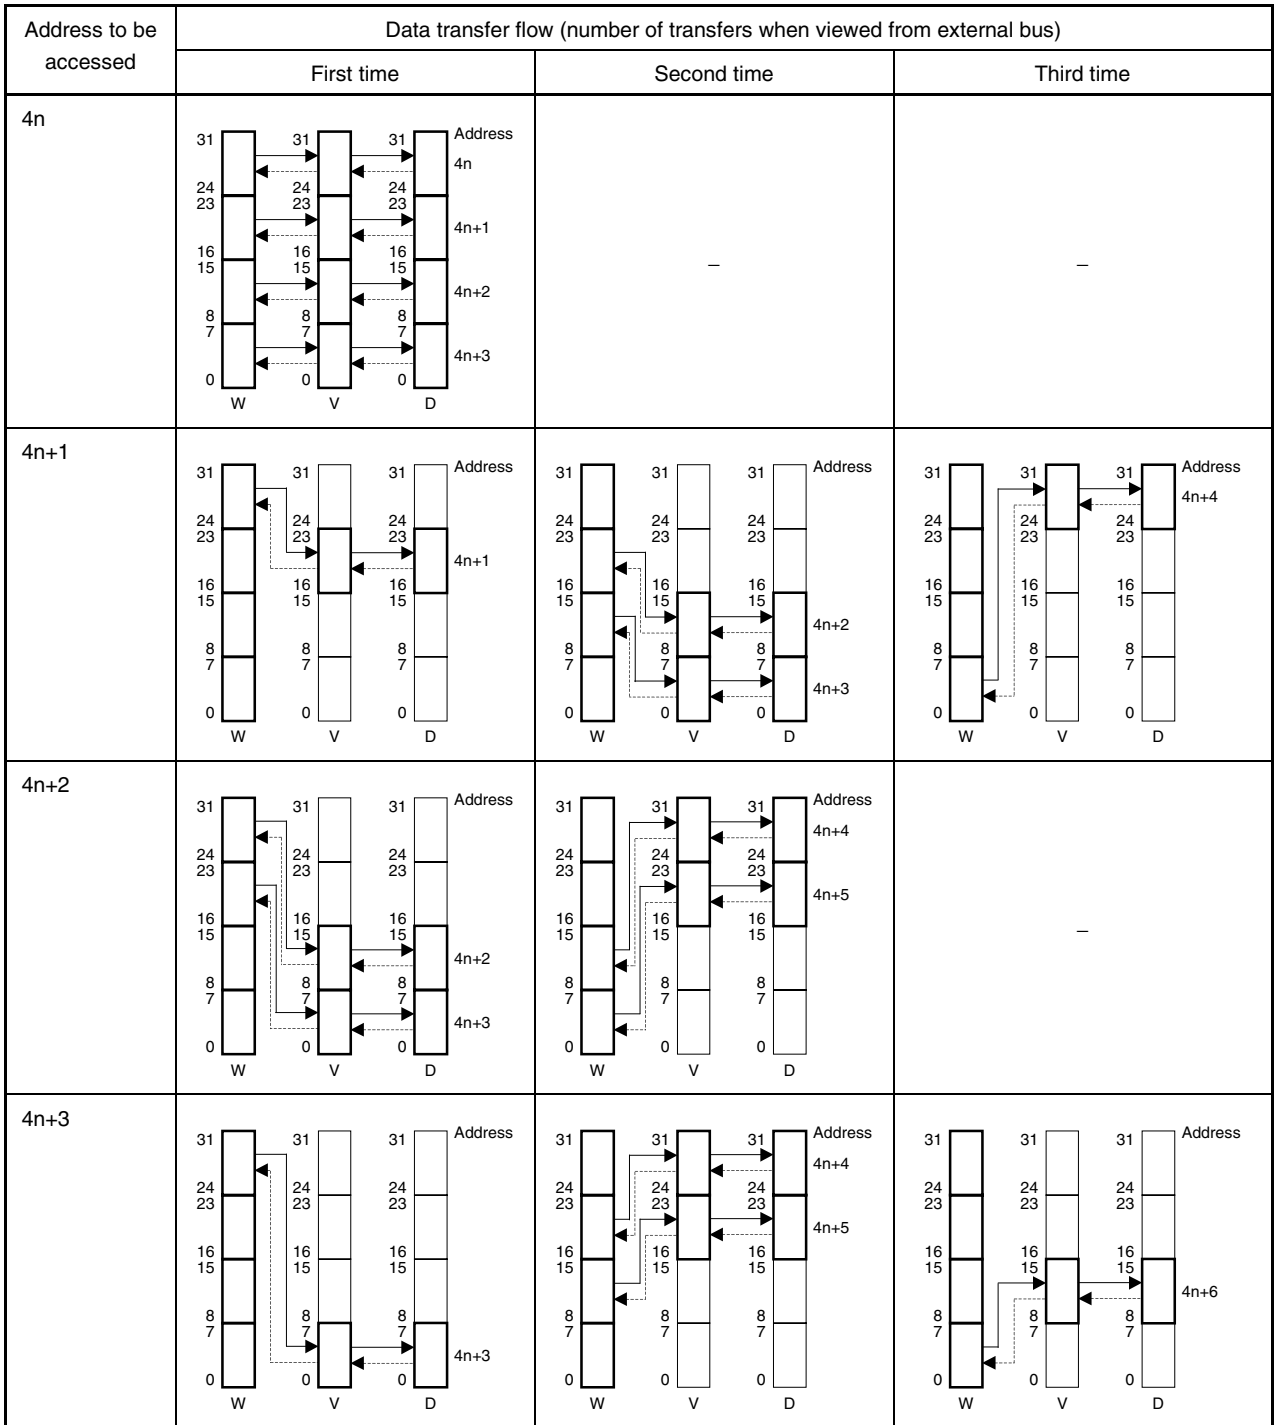 Address to be accessed
Data transfer flow (number of transfers when viewed from external bus)
First time
Second time
Third time
4n
31 31 31 Address
4n
24 24 24
23 23 23
4n+1
16 16 16
15 15 15
4n+2
8 8 8
7 7 7
4n+3
0 0 0
W V D
–
–
4n+1
31 31 31 Address
24 24 24
23 23 23
4n+1
16 16 16
15 15 15
8 8 8
7 7 7
0 0 0
W V D
31 31 31 Address
24 24 24
23 23 23
16 16 16
15 15 15
4n+2
8 8 8
7 7 7
4n+3
0 0 0
W V D
31 31 31 Address
4n+4
24 24 24
23 23 23
16 16 16
15 15 15
8 8 8
7 7 7
0 0 0
W V D
4n+2
31 31 31 Address
24 24 24
23 23 23
16 16 16
15 15 15
4n+2
8 8 8
7 7 7
4n+3
0 0 0
W V D
31 31 31 Address
4n+4
24 24 24
23 23 23
4n+5
16 16 16
15 15 15
8 8 8
7 7 7
0 0 0
W V D
–
4n+3
31 31 31 Address
24 24 24
23 23 23
16 16 16
15 15 15
8 8 8
7 7 7
4n+3
0 0 0
W V D
31 31 31 Address
4n+4
24 24 24
23 23 23
4n+5
16 16 16
15 15 15
8 8 8
7 7 7
0 0 0
W V D
31 31 31 Address
24 24 24
23 23 23
16 16 16
15 15 15
4n+6
8 8 8
7 7 7
0 0 0
W V D